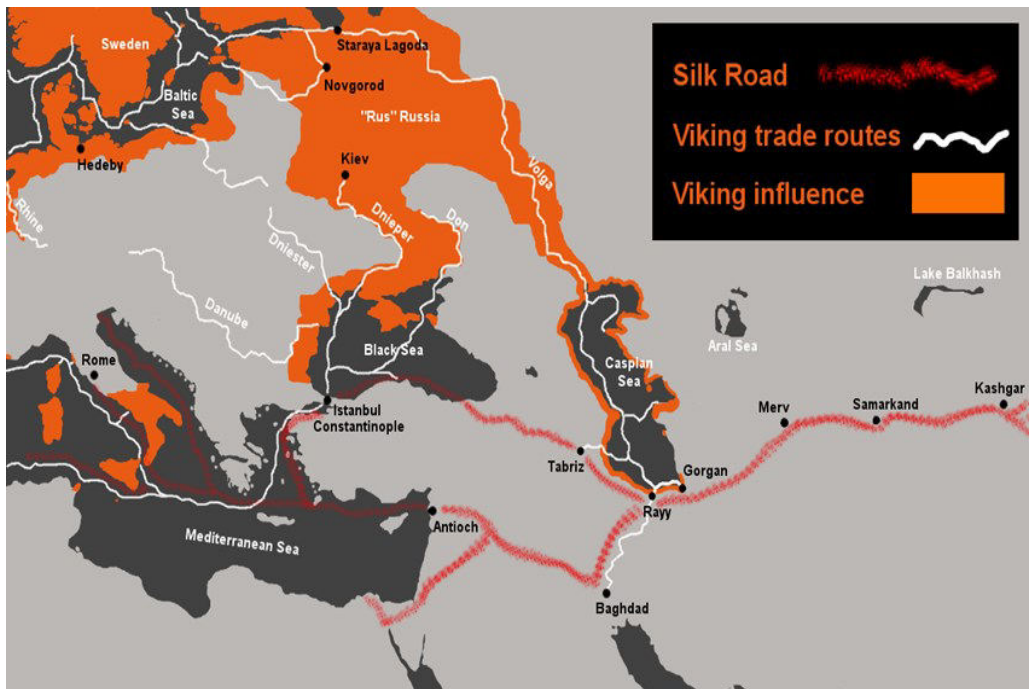 Sweden
Staraya Lagoda
Silk Road
Novgorod
Baltic
Sea
"Rus" Russia
Viking trade routes
Hedeby
Kiev
Volga
Viking influence
Rhine
Dnieper
Don
Dniester
Lake Balkhash
Danube
Aral Sea
Black Sea
Caspian
Sea
Rome
Kashgar
Istanbul
Constantinople
Merv
Samarkand
Tabriz
Gorgan
Rayy
Antioch
Mediterranean Sea
Baghdad